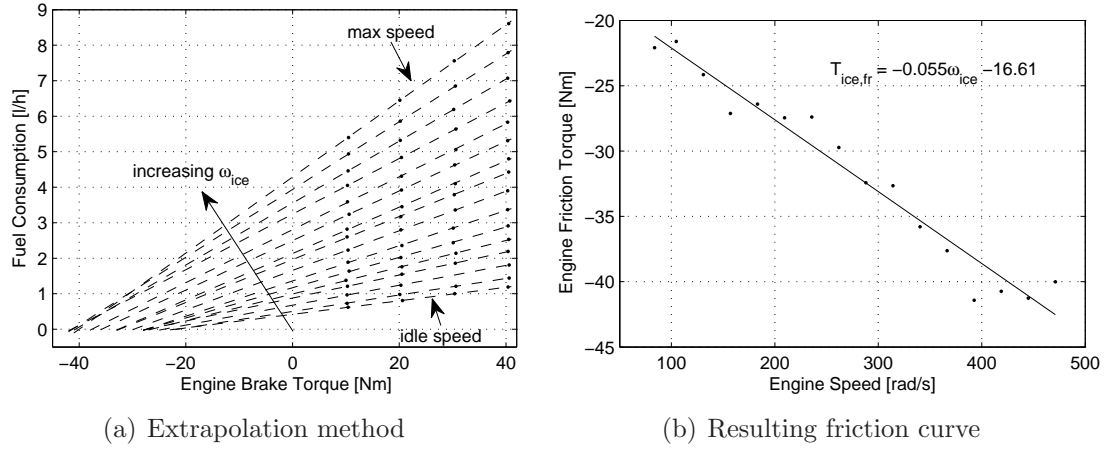 9
8
7
6
5
4
3
2
1
0
Fuel Consumption [l/h]
max speed
increasing ω_ice
idle speed
−40 −20 0 20 40
Engine Brake Torque [Nm]
(a) Extrapolation method
−20
−25
−30
−35
−40
−45
Engine Friction Torque [Nm]
T_ice,fr = −0.055ω_ice −16.61
100 200 300 400 500
Engine Speed [rad/s]
(b) Resulting friction curve